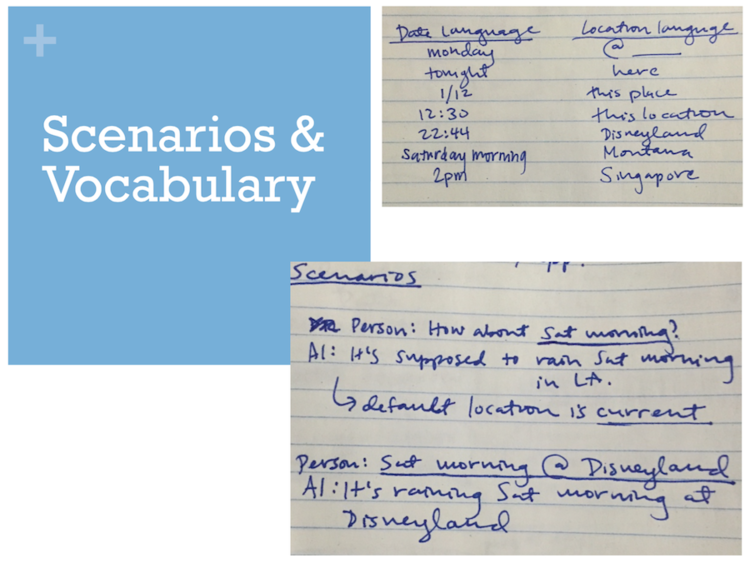 +
Scenarios &
Vocabulary
Date Language
monday
tonight
1/12
12:30
22:44
Saturday morning
2pm
Location language
@ ____
here
this place
this location
Disneyland
Montana
Singapore
Scenarios
Person: How about Sat morning?
AI: It's supposed to rain Sat morning
in LA.
↳ default location is current
Person: Sat morning @ Disneyland
AI: It's raining Sat morning at
Disneyland